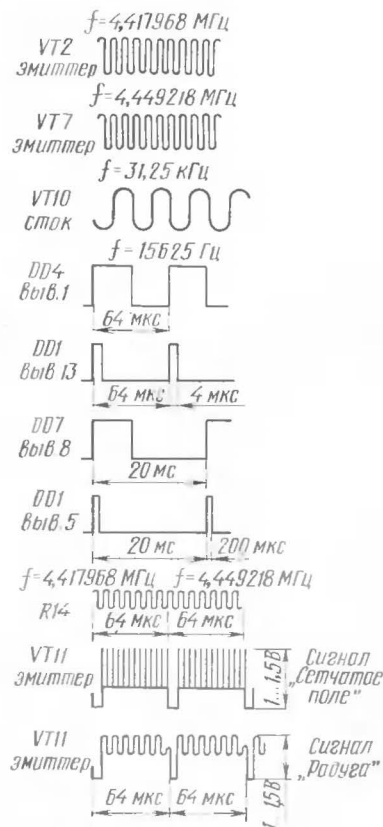 f=4,417968 МГц
VT2
эмиттер
f=4,449218 МГц
VT7
эмиттер
f=31,25 кГц
VT10
сток
f=15625 Гц
DD4
выв.1
64 мкс
DD1
выв.13
64 мкс
4 мкс
DD7
выв.8
20 мс
DD1
выв.5
20 мс
200 мкс
f=4,417968 МГц
f=4,449218 МГц
R14
64 мкс
64 мкс
VT11
эмиттер
1...1,5В
Сигнал
„Сетчатое
поле"
VT11
эмиттер
64 мкс
64 мкс
1...1,5В
Сигнал
„Радуга"